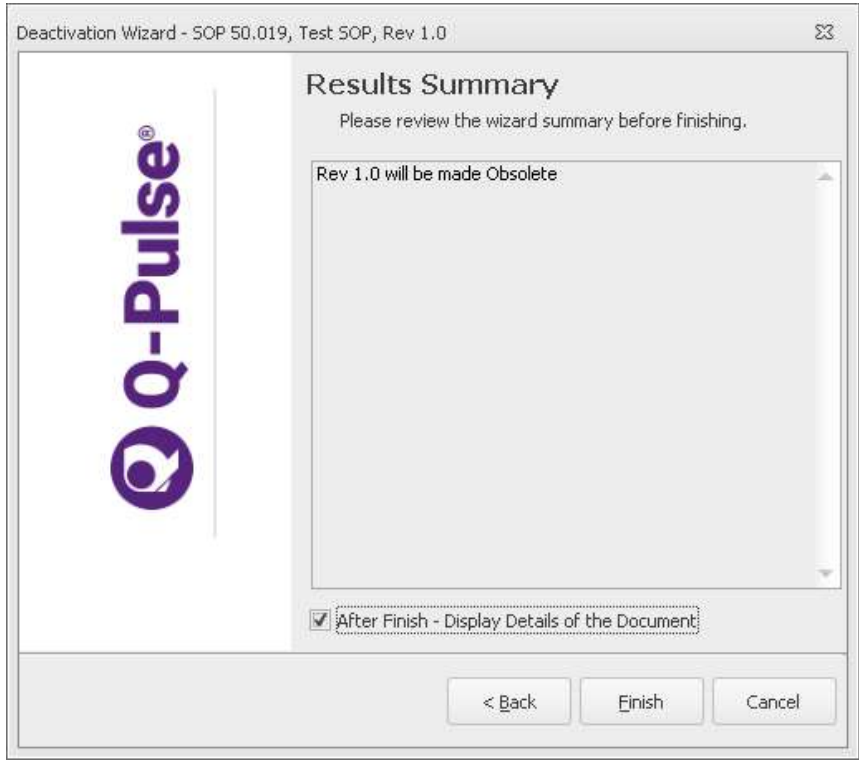 Deactivation Wizard - SOP 50.019, Test SOP, Rev 1.0
Q-Pulse®
Results Summary
Please review the wizard summary before finishing.
Rev 1.0 will be made Obsolete
After Finish - Display Details of the Document
< Back
Finish
Cancel